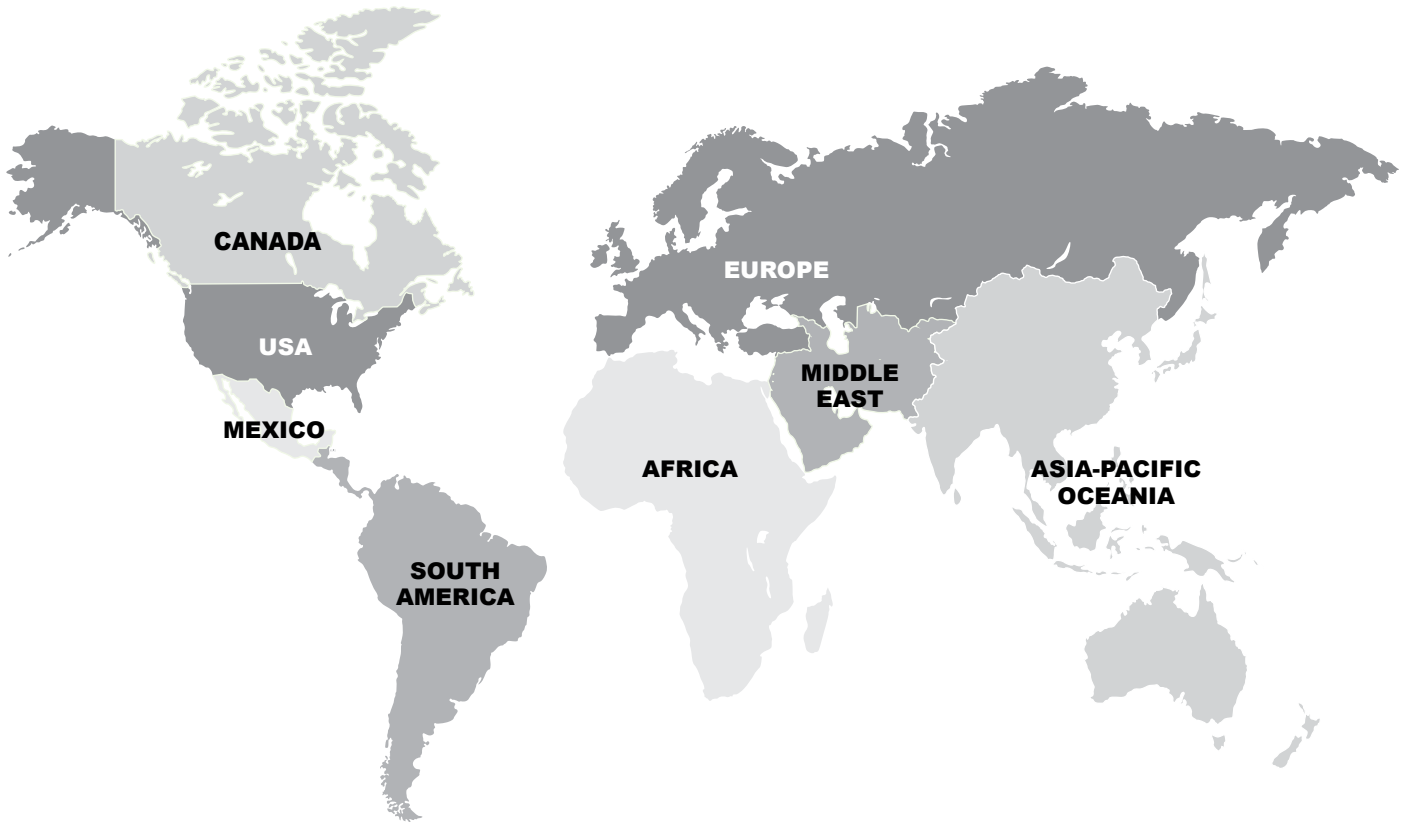 CANADA
USA
MEXICO
SOUTH
AMERICA
EUROPE
MIDDLE
EAST
AFRICA
ASIA-PACIFIC
OCEANIA